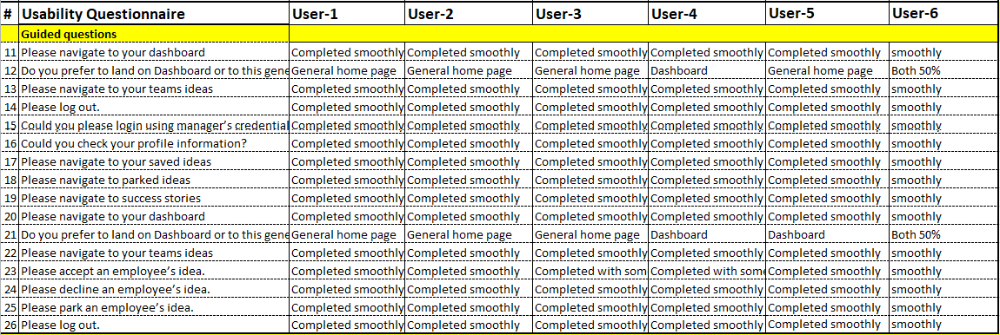 # Usability Questionnaire User-1 User-2 User-3 User-4 User-5 User-6
Guided questions
11 Please navigate to your dashboard Completed smoothly Completed smoothly Completed smoothly Completed smoothly Completed smoothly smoothly
12 Do you prefer to land on Dashboard or to this gene General home page General home page General home page Dashboard General home page Both 50%
13 Please navigate to your teams ideas Completed smoothly Completed smoothly Completed smoothly Completed smoothly Completed smoothly smoothly
14 Please log out. Completed smoothly Completed smoothly Completed smoothly Completed smoothly Completed smoothly smoothly
15 Could you please login using manager’s credential Completed smoothly Completed smoothly Completed smoothly Completed smoothly Completed smoothly smoothly
16 Could you check your profile information? Completed smoothly Completed smoothly Completed smoothly Completed smoothly Completed smoothly smoothly
17 Please navigate to your saved ideas Completed smoothly Completed smoothly Completed smoothly Completed smoothly Completed smoothly smoothly
18 Please navigate to parked ideas Completed smoothly Completed smoothly Completed smoothly Completed smoothly Completed smoothly smoothly
19 Please navigate to success stories Completed smoothly Completed smoothly Completed smoothly Completed smoothly Completed smoothly smoothly
20 Please navigate to your dashboard Completed smoothly Completed smoothly Completed smoothly Completed smoothly Completed smoothly smoothly
21 Do you prefer to land on Dashboard or to this gene General home page General home page General home page Dashboard Dashboard Both 50%
22 Please navigate to your teams ideas Completed smoothly Completed smoothly Completed smoothly Completed smoothly Completed smoothly smoothly
23 Please accept an employee’s idea. Completed smoothly Completed smoothly Completed with som Completed with some Completed smoothly smoothly
24 Please decline an employee’s idea. Completed smoothly Completed smoothly Completed smoothly Completed smoothly Completed smoothly smoothly
25 Please park an employee’s idea. Completed smoothly Completed smoothly Completed smoothly Completed smoothly Completed smoothly smoothly
26 Please log out. Completed smoothly Completed smoothly Completed smoothly Completed smoothly Completed smoothly smoothly